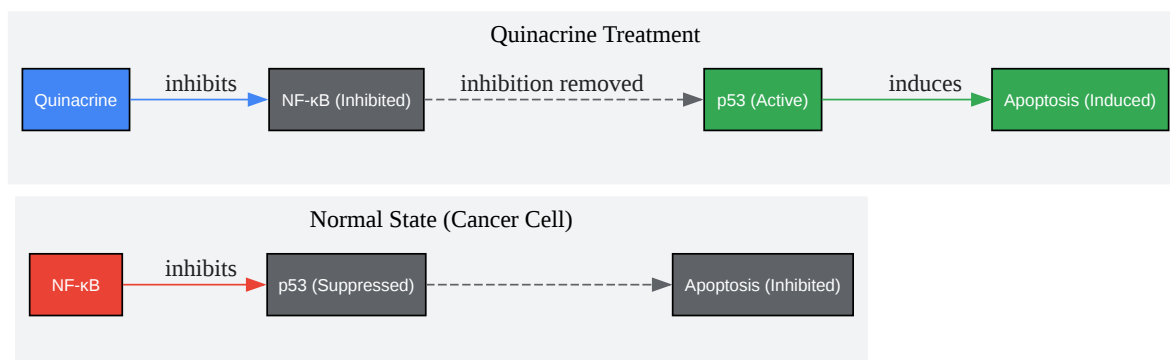 Quinacrine Treatment
Quinacrine
inhibits
NF-κB (Inhibited)
inhibition removed
p53 (Active)
induces
Apoptosis (Induced)
Normal State (Cancer Cell)
NF-κB
inhibits
p53 (Suppressed)
Apoptosis (Inhibited)